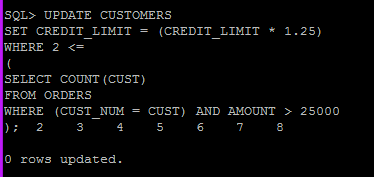 SQL> UPDATE CUSTOMERS
SET CREDIT_LIMIT = (CREDIT_LIMIT * 1.25)
WHERE 2 <=
(
SELECT COUNT(CUST)
FROM ORDERS
WHERE (CUST_NUM = CUST) AND AMOUNT > 25000
); 2 3 4 5 6 7 8
0 rows updated.